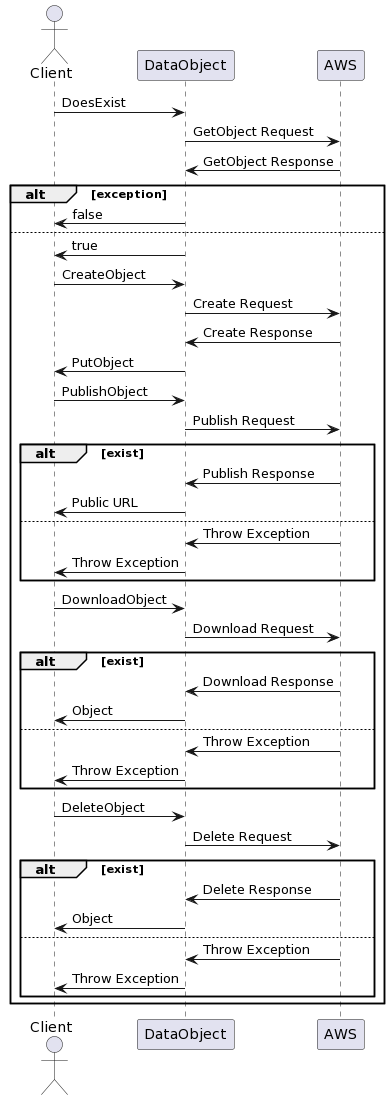 Client
DataObject
AWS
DoesExist
GetObject Request
GetObject Response
alt [exception]
false
true
CreateObject
Create Request
Create Response
PutObject
PublishObject
Publish Request
alt [exist]
Publish Response
Public URL
Throw Exception
Throw Exception
DownloadObject
Download Request
alt [exist]
Download Response
Object
Throw Exception
Throw Exception
DeleteObject
Delete Request
alt [exist]
Delete Response
Object
Throw Exception
Throw Exception
Client
DataObject
AWS